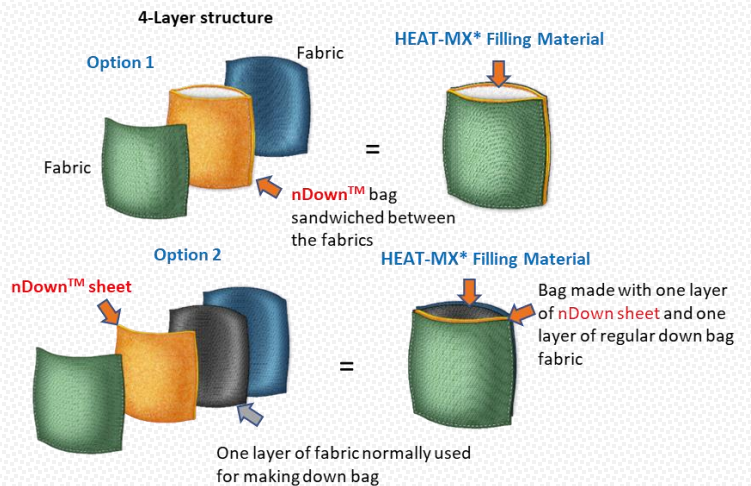 4-Layer structure
Option 1
Fabric
HEAT-MX* Filling Material
Fabric
=
nDown™ bag
sandwiched between
the fabrics
Option 2
nDown™ sheet
HEAT-MX* Filling Material
Bag made with one layer
of nDown sheet and one
layer of regular down bag
fabric
=
One layer of fabric normally used
for making down bag